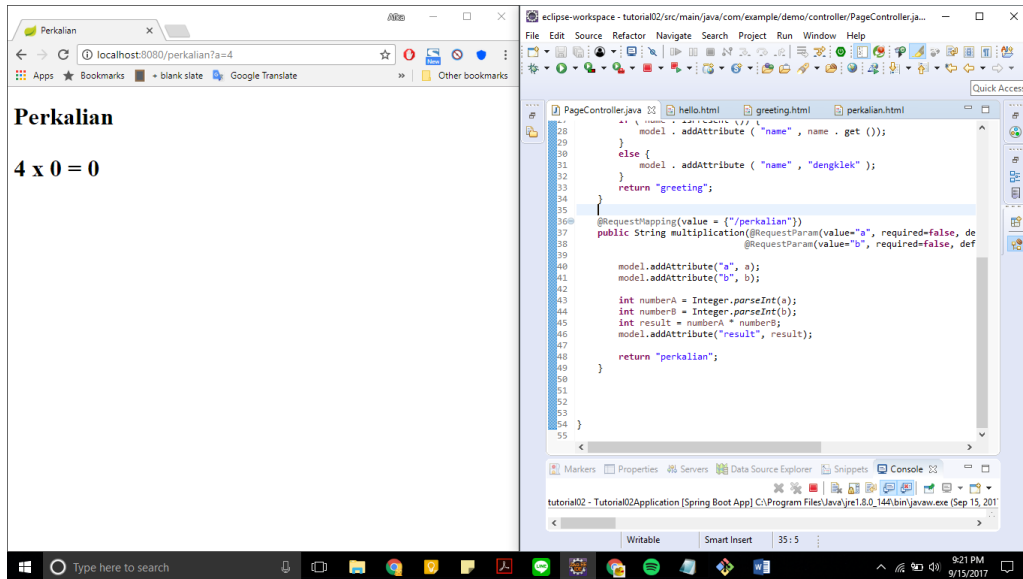 Perkalian
Alka
localhost:8080/perkalian?a=4
New
Apps Bookmarks + blank slate Google Translate » Other bookmarks
Perkalian
4 x 0 = 0
eclipse-workspace - tutorial02/src/main/java/com/example/demo/controller/PageController.ja...
File Edit Source Refactor Navigate Search Project Run Window Help
Quick Access
PageController.java hello.html greeting.html perkalian.html
27 if ( name . isPresent ()) {
28 model . addAttribute ( "name" , name . get ());
29 }
30 else {
31 model . addAttribute ( "name" , "dengklek" );
32 }
33 return "greeting";
34 }
35
36 @RequestMapping(value = {"/perkalian"})
37 public String multiplication(@RequestParam(value="a", required=false, de
38 @RequestParam(value="b", required=false, def
39
40 model.addAttribute("a", a);
41 model.addAttribute("b", b);
42
43 int numberA = Integer.parseInt(a);
44 int numberB = Integer.parseInt(b);
45 int result = numberA * numberB;
46 model.addAttribute("result", result);
47
48 return "perkalian";
49 }
50
51
52
53
54 }
55
Markers Properties Servers Data Source Explorer Snippets Console
tutorial02 - Tutorial02Application [Spring Boot App] C:\Program Files\Java\jre1.8.0_144\bin\javaw.exe (Sep 15, 201
Writable Smart Insert 35 : 5
Type here to search
9:21 PM
9/15/2017